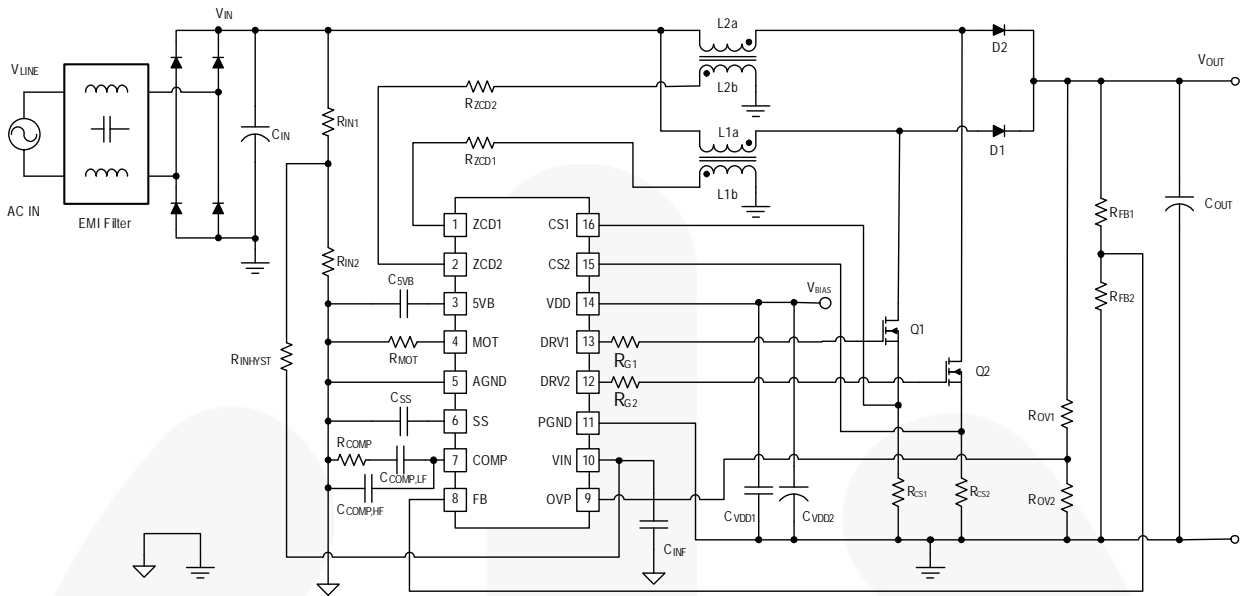 VIN
L2a
D2
VLINE
VOUT
L2b
RZCD2
CIN
RIN1
L1a
D1
RZCD1
L1b
AC IN
EMI Filter
RFB1
COUT
1 ZCD1 CS1 16
RIN2
2 ZCD2 CS2 15
C5VB
VBIAS
3 5VB VDD 14
RFB2
Q1
4 MOT DRV1 13
RINHYST
RMOT
RG1
Q2
5 AGND DRV2 12
CSS
RG2
ROV1
6 SS PGND 11
RCOMP
7 COMP VIN 10
CCOMP,LF
RCS1
RCS2
8 FB OVP 9
ROV2
CCOMP,HF
CVDD1
CVDD2
CINF